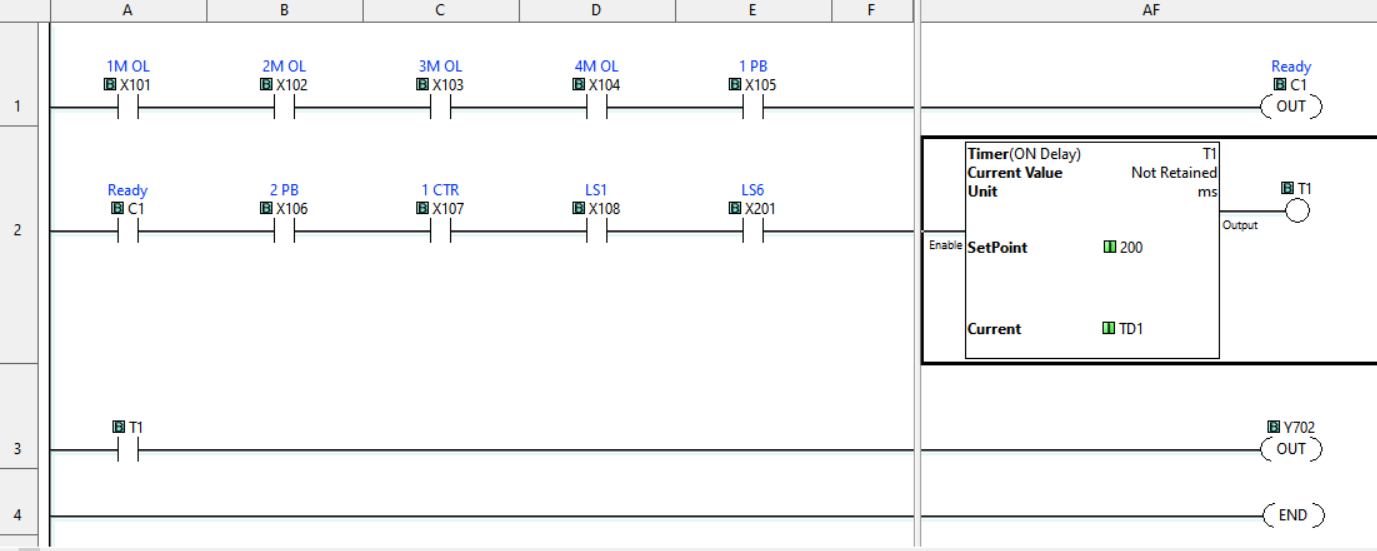 A B C D E F AF
1M OL 2M OL 3M OL 4M OL 1 PB Ready
B X101 B X102 B X103 B X104 B X105 B C1
1 OUT
Timer(ON Delay) T1
Current Value Not Retained
Ready 2 PB 1 CTR LS1 LS6 Unit ms B T1
B C1 B X106 B X107 B X108 B X201
2 Output
Enable SetPoint I 200
Current I TD1
B T1 B Y702
3 OUT
4 END